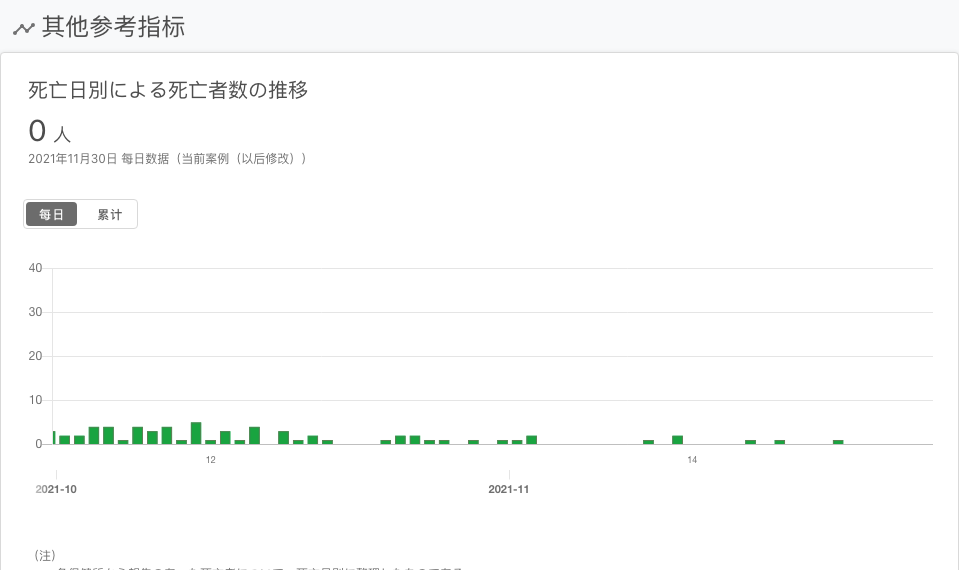 其他参考指标
死亡日別による死亡者数の推移
0 人
2021年11月30日 每日数据（当前案例（以后修改））
每日 累计
40
30
20
10
0
12 14
2021-10 2021-11
（注）